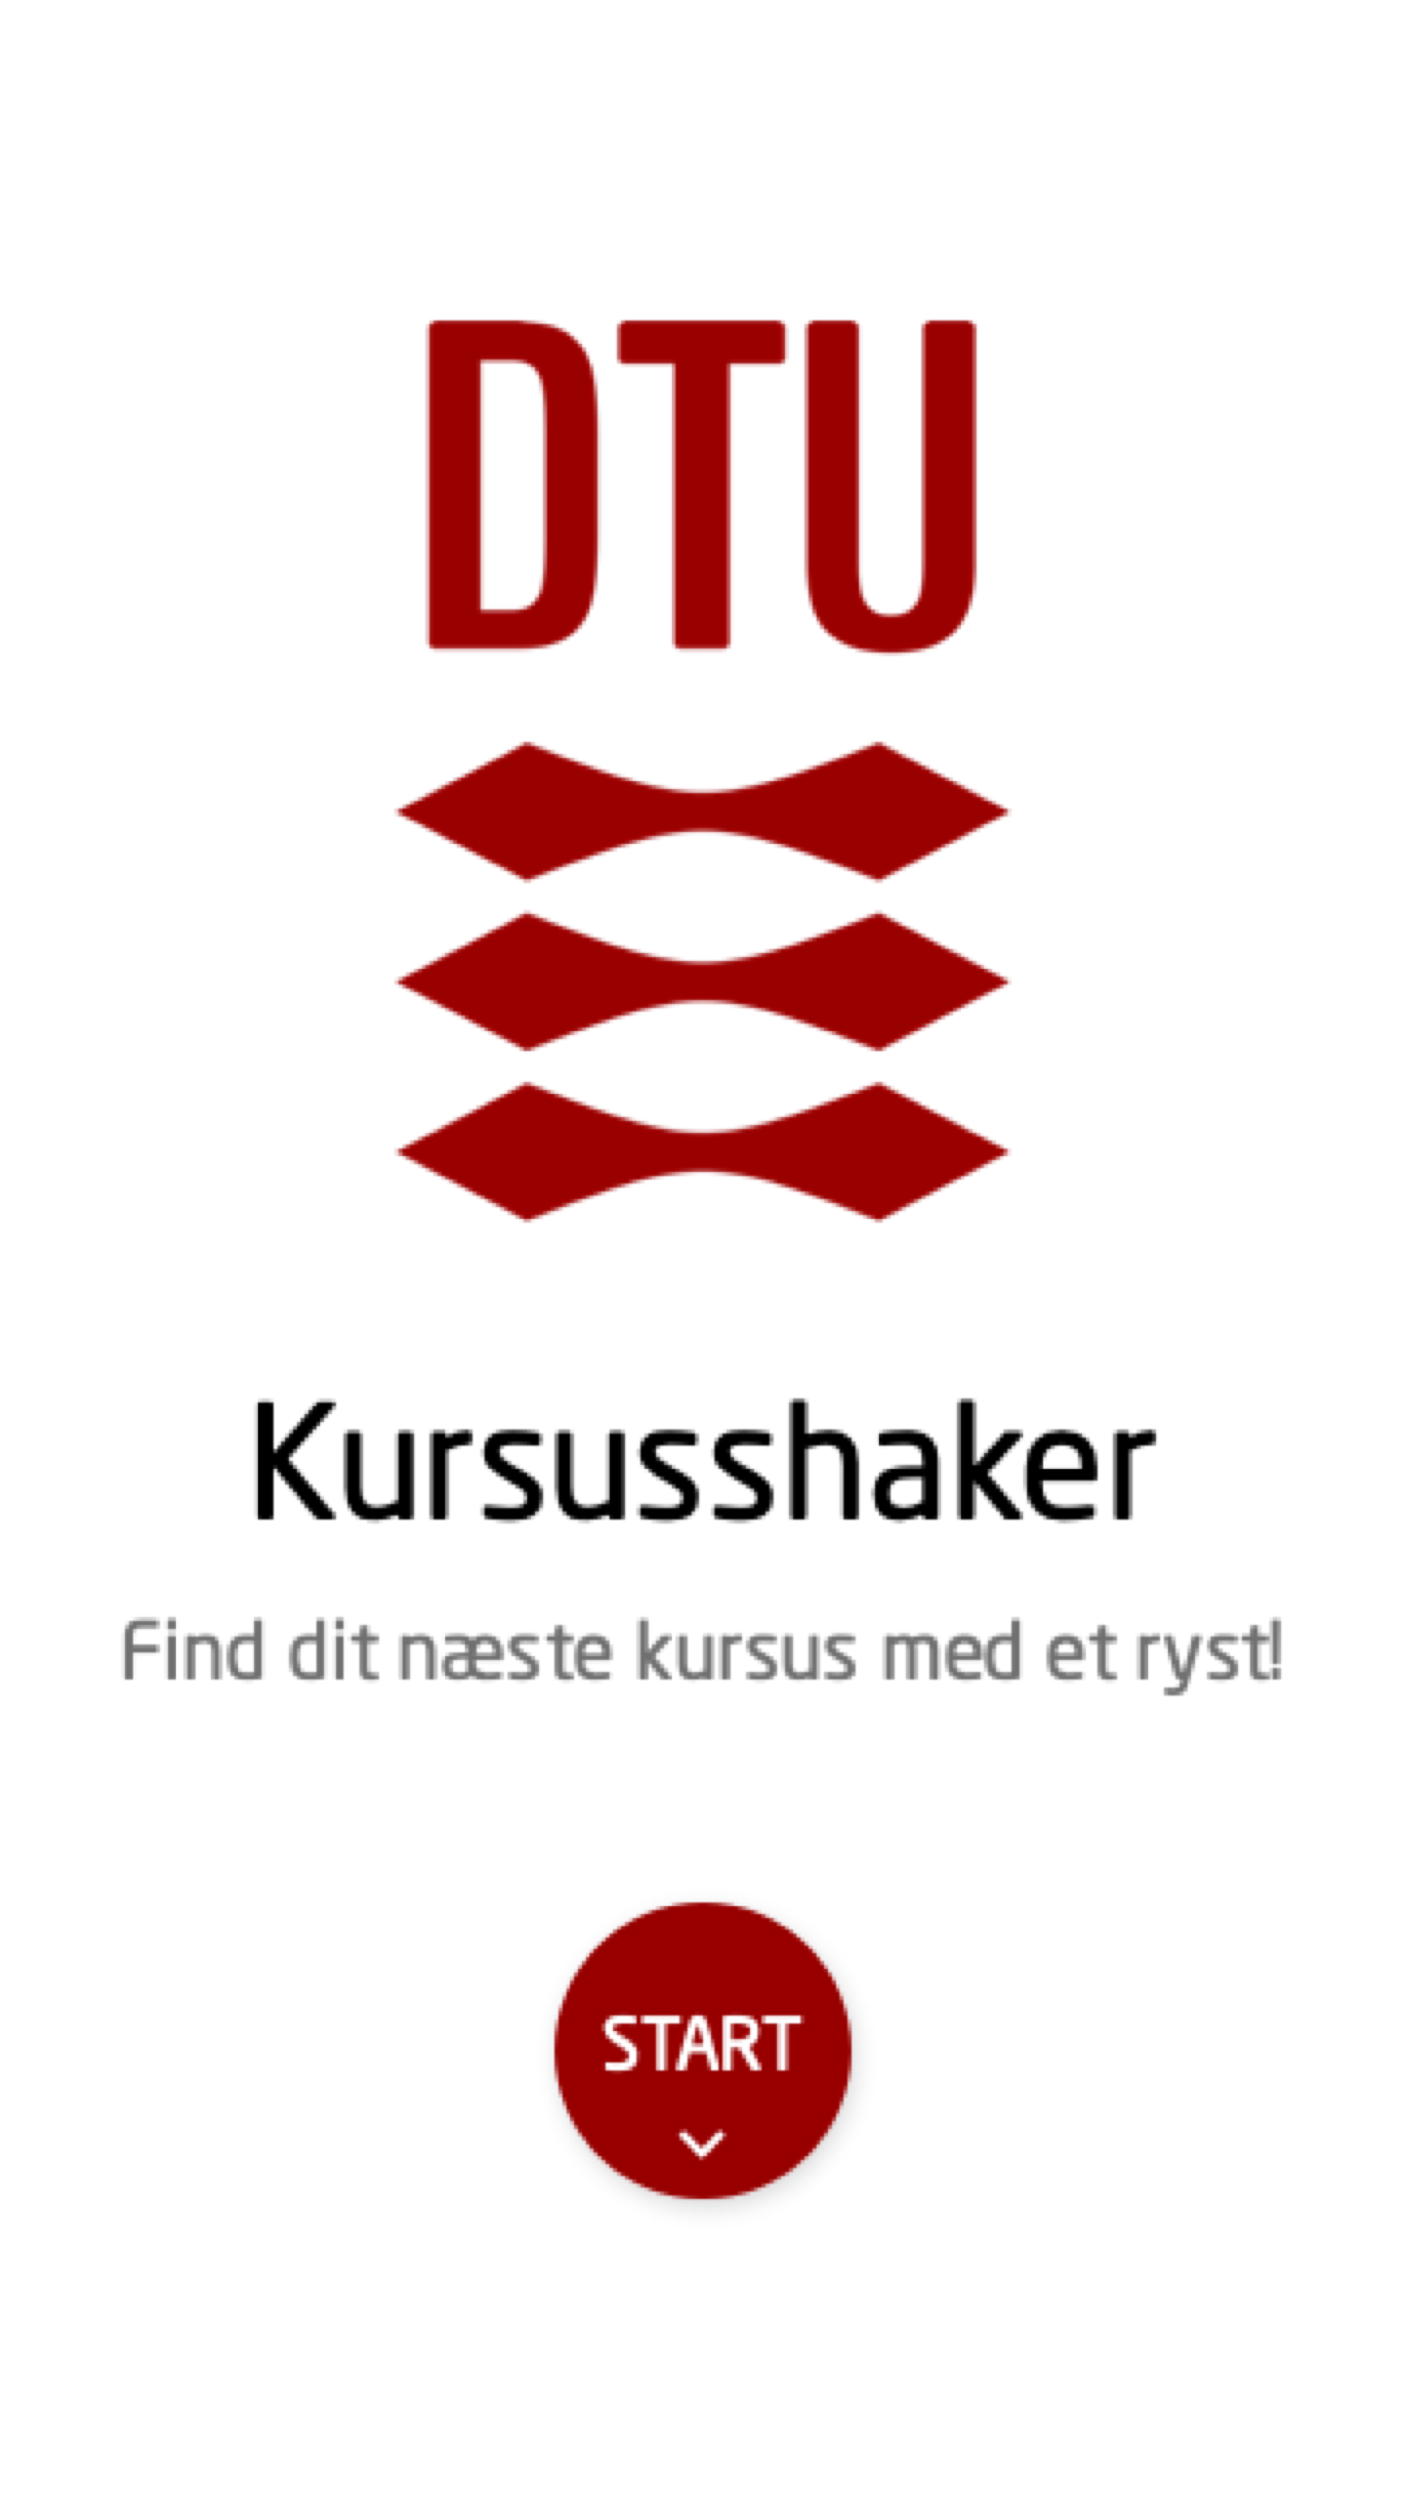 DTU
Kursusshaker
Find dit næste kursus med et ryst!
START